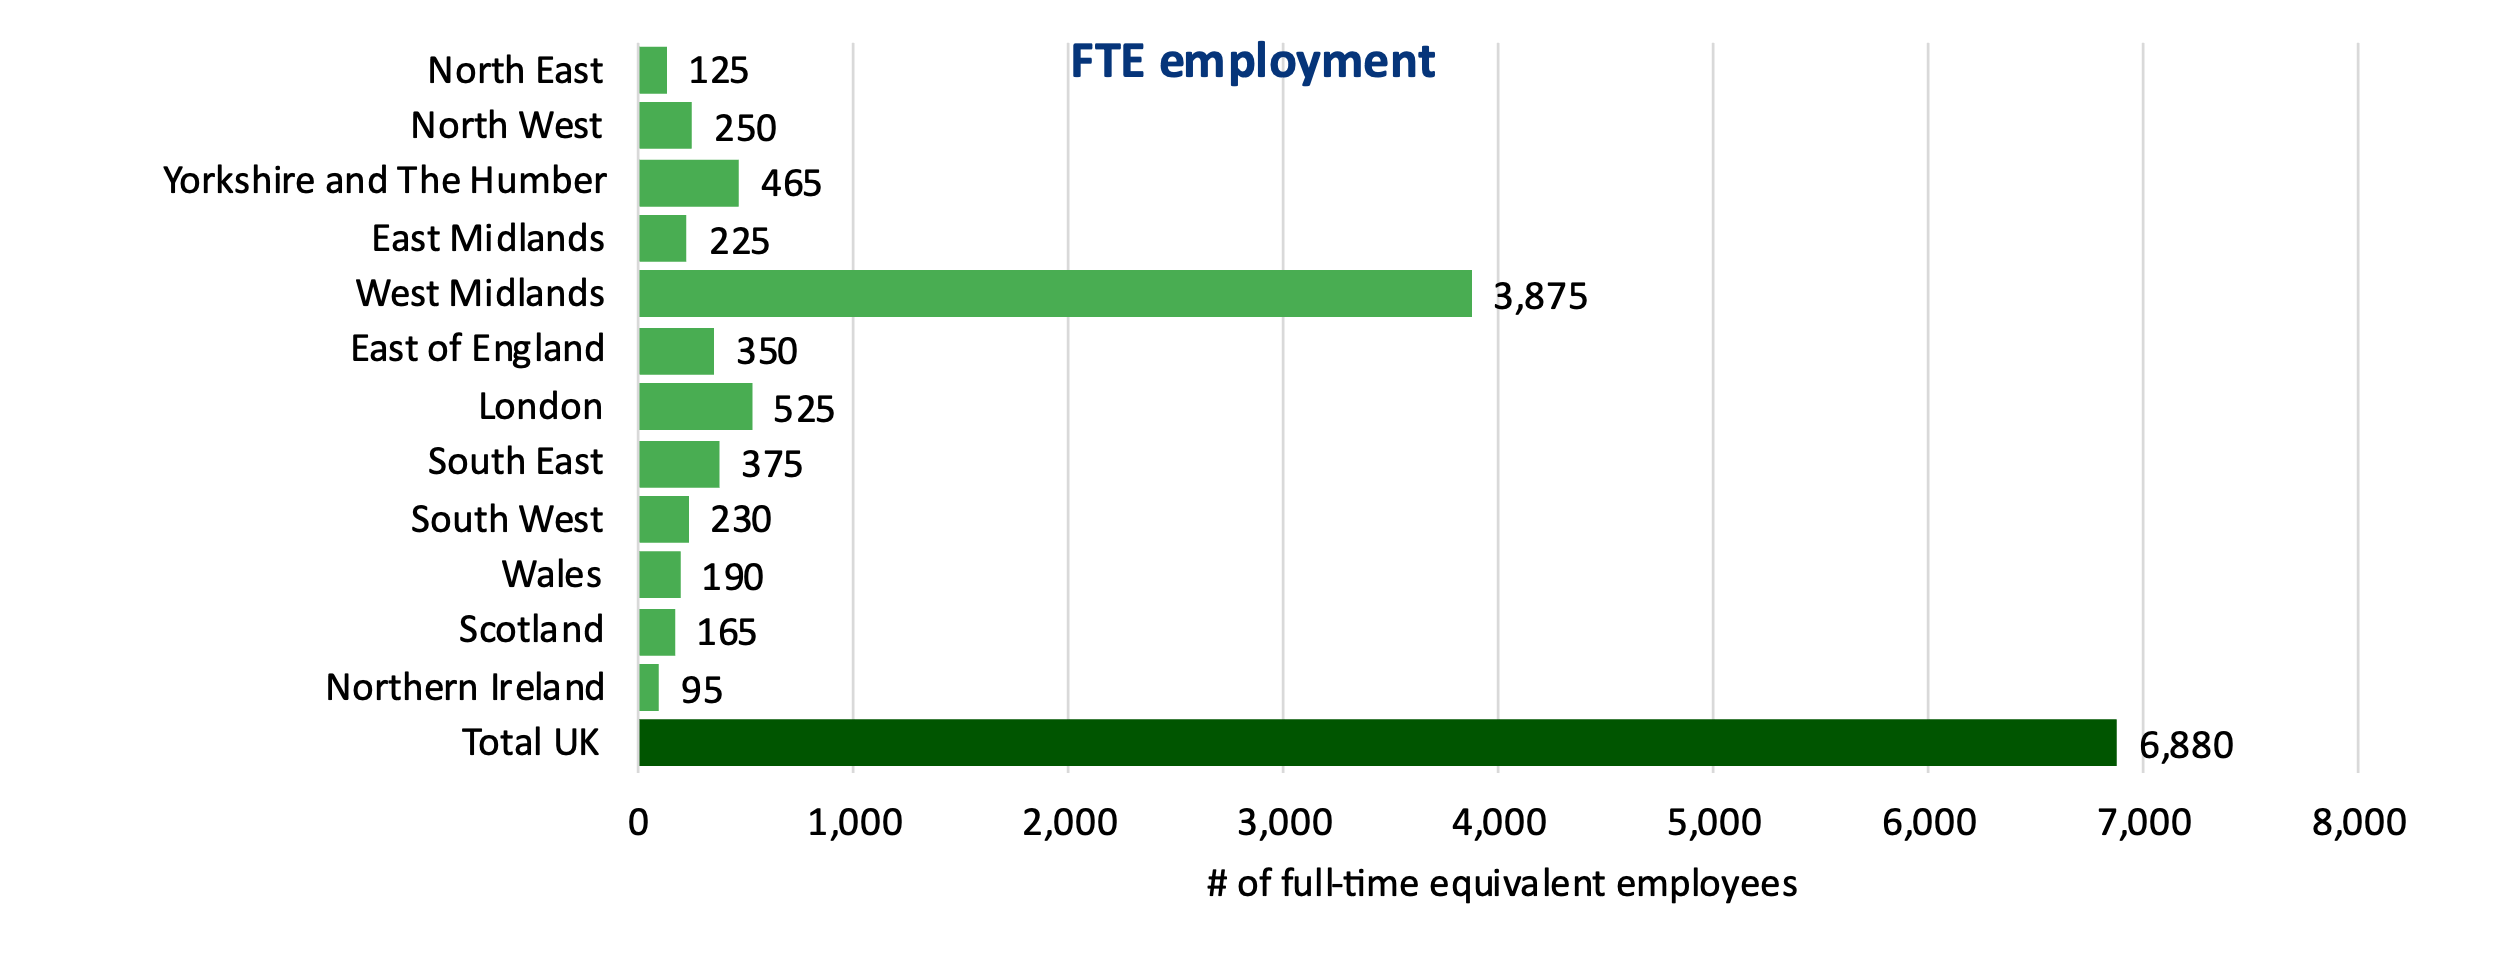 FTE employment
North East 125
North West 250
Yorkshire and The Humber 465
East Midlands 225
West Midlands 3,875
East of England 350
London 525
South East 375
South West 230
Wales 190
Scotland 165
Northern Ireland 95
Total UK 6,880
0 1,000 2,000 3,000 4,000 5,000 6,000 7,000 8,000
# of full-time equivalent employees